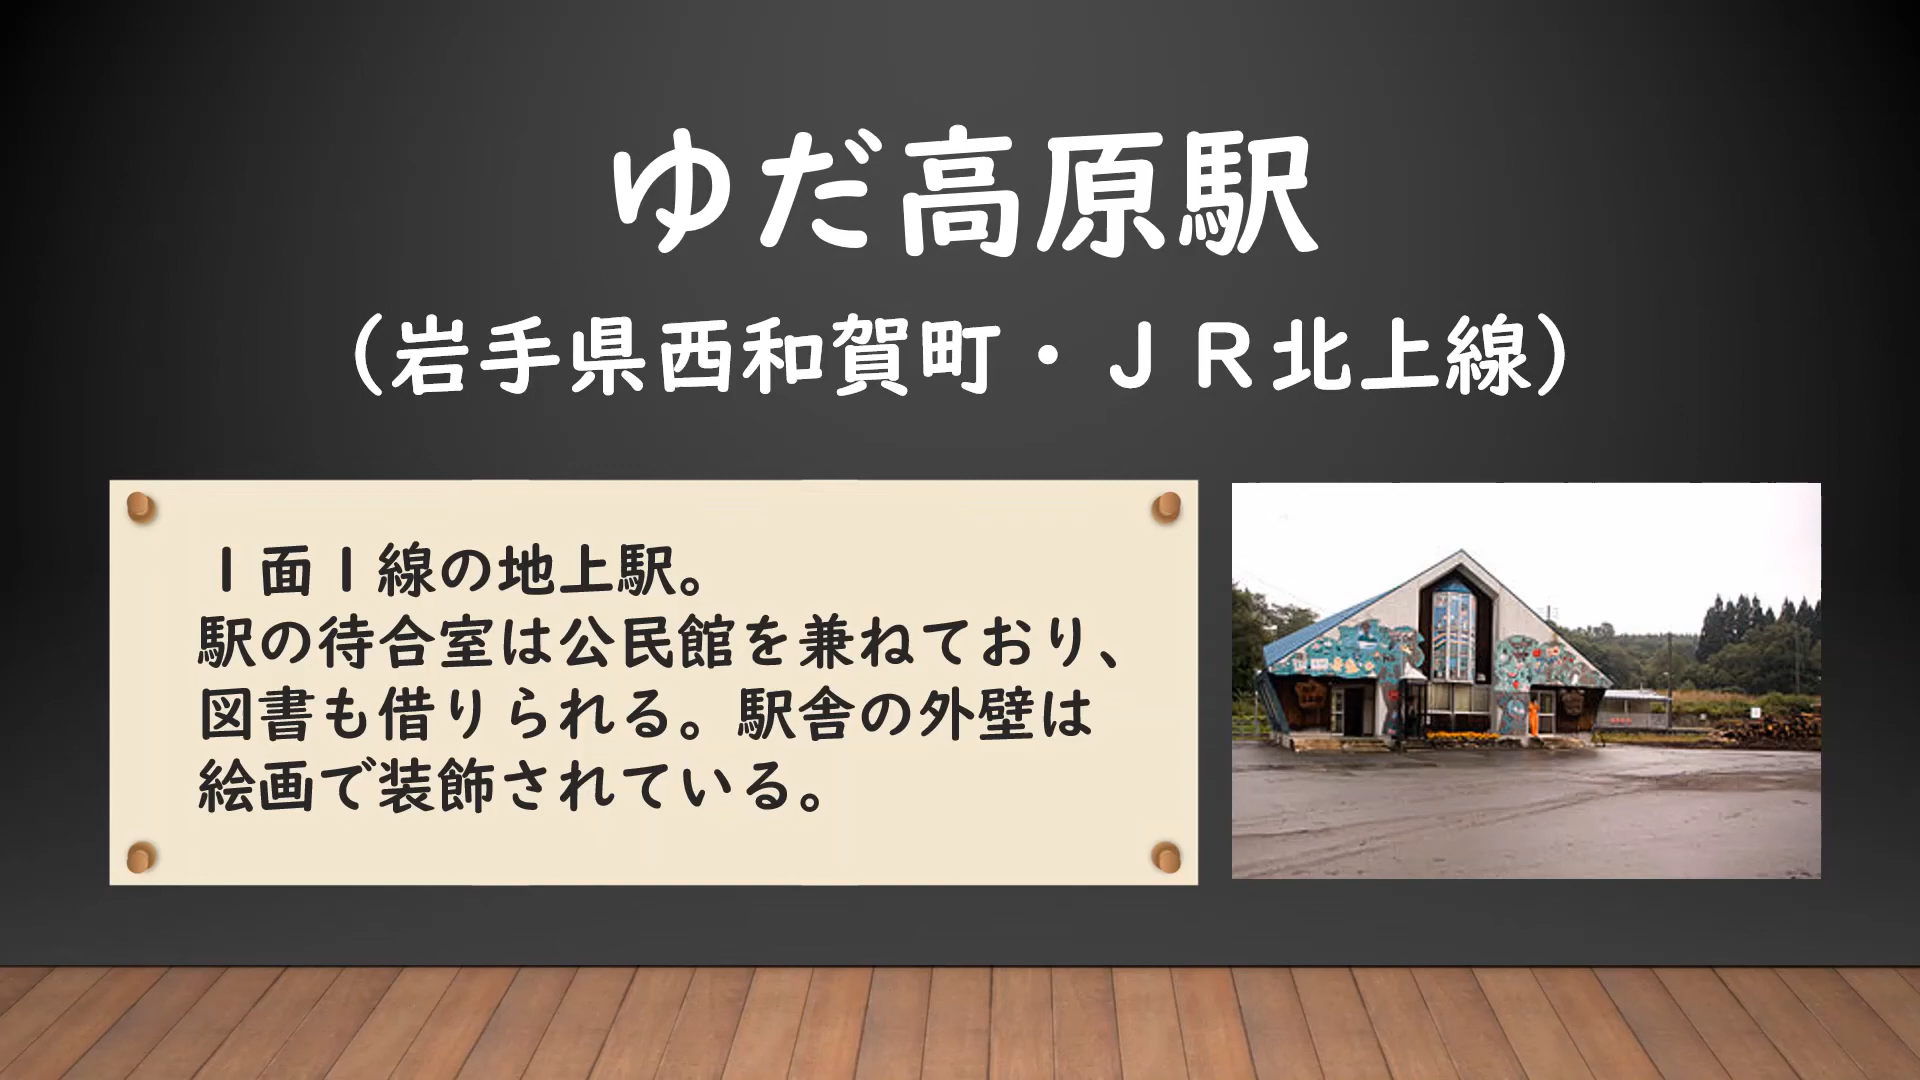 ゆだ高原駅
（岩手県西和賀町・ＪＲ北上線）
１面１線の地上駅。
駅の待合室は公民館を兼ねており、
図書も借りられる。駅舎の外壁は
絵画で装飾されている。